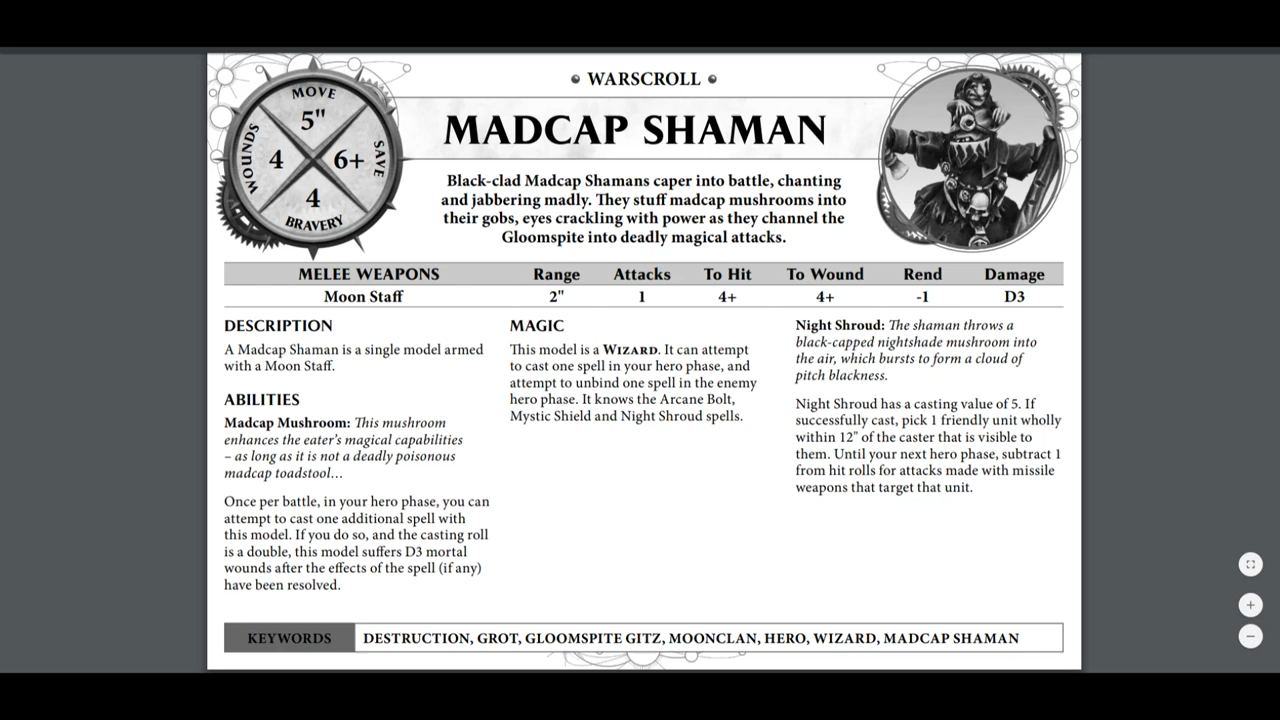 WARSCROLL
MADCAP SHAMAN
MOVE
5"
WOUNDS
4
6+
SAVE
4
BRAVERY
Black-clad Madcap Shamans caper into battle, chanting
and jabbering madly. They stuff madcap mushrooms into
their gobs, eyes crackling with power as they channel the
Gloomspite into deadly magical attacks.
MELEE WEAPONS Range Attacks To Hit To Wound Rend Damage
Moon Staff 2" 1 4+ 4+ -1 D3
DESCRIPTION
A Madcap Shaman is a single model armed
with a Moon Staff.
ABILITIES
Madcap Mushroom: This mushroom
enhances the eater's magical capabilities
– as long as it is not a deadly poisonous
madcap toadstool…
Once per battle, in your hero phase, you can
attempt to cast one additional spell with
this model. If you do so, and the casting roll
is a double, this model suffers D3 mortal
wounds after the effects of the spell (if any)
have been resolved.
MAGIC
This model is a WIZARD. It can attempt
to cast one spell in your hero phase, and
attempt to unbind one spell in the enemy
hero phase. It knows the Arcane Bolt,
Mystic Shield and Night Shroud spells.
Night Shroud: The shaman throws a
black-capped nightshade mushroom into
the air, which bursts to form a cloud of
pitch blackness.
Night Shroud has a casting value of 5. If
successfully cast, pick 1 friendly unit wholly
within 12" of the caster that is visible to
them. Until your next hero phase, subtract 1
from hit rolls for attacks made with missile
weapons that target that unit.
KEYWORDS DESTRUCTION, GROT, GLOOMSPITE GITZ, MOONCLAN, HERO, WIZARD, MADCAP SHAMAN